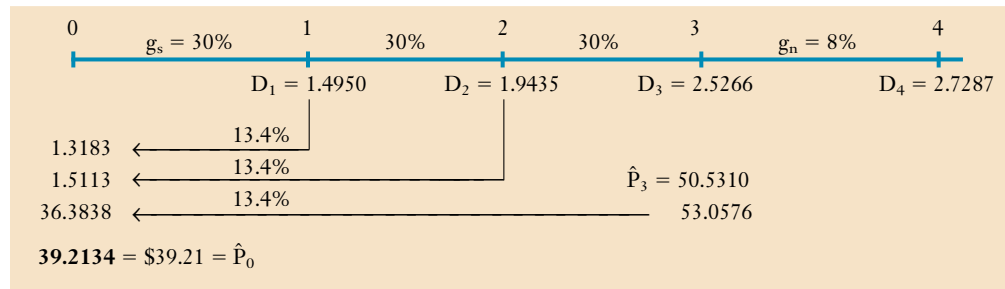 0 1 2 3 4
gₛ = 30% 30% 30% gₙ = 8%
D₁ = 1.4950 D₂ = 1.9435 D₃ = 2.5266 D₄ = 2.7287
13.4%
1.3183
13.4%
1.5113 P̂₃ = 50.5310
13.4%
36.3838 53.0576
39.2134 = $39.21 = P̂₀